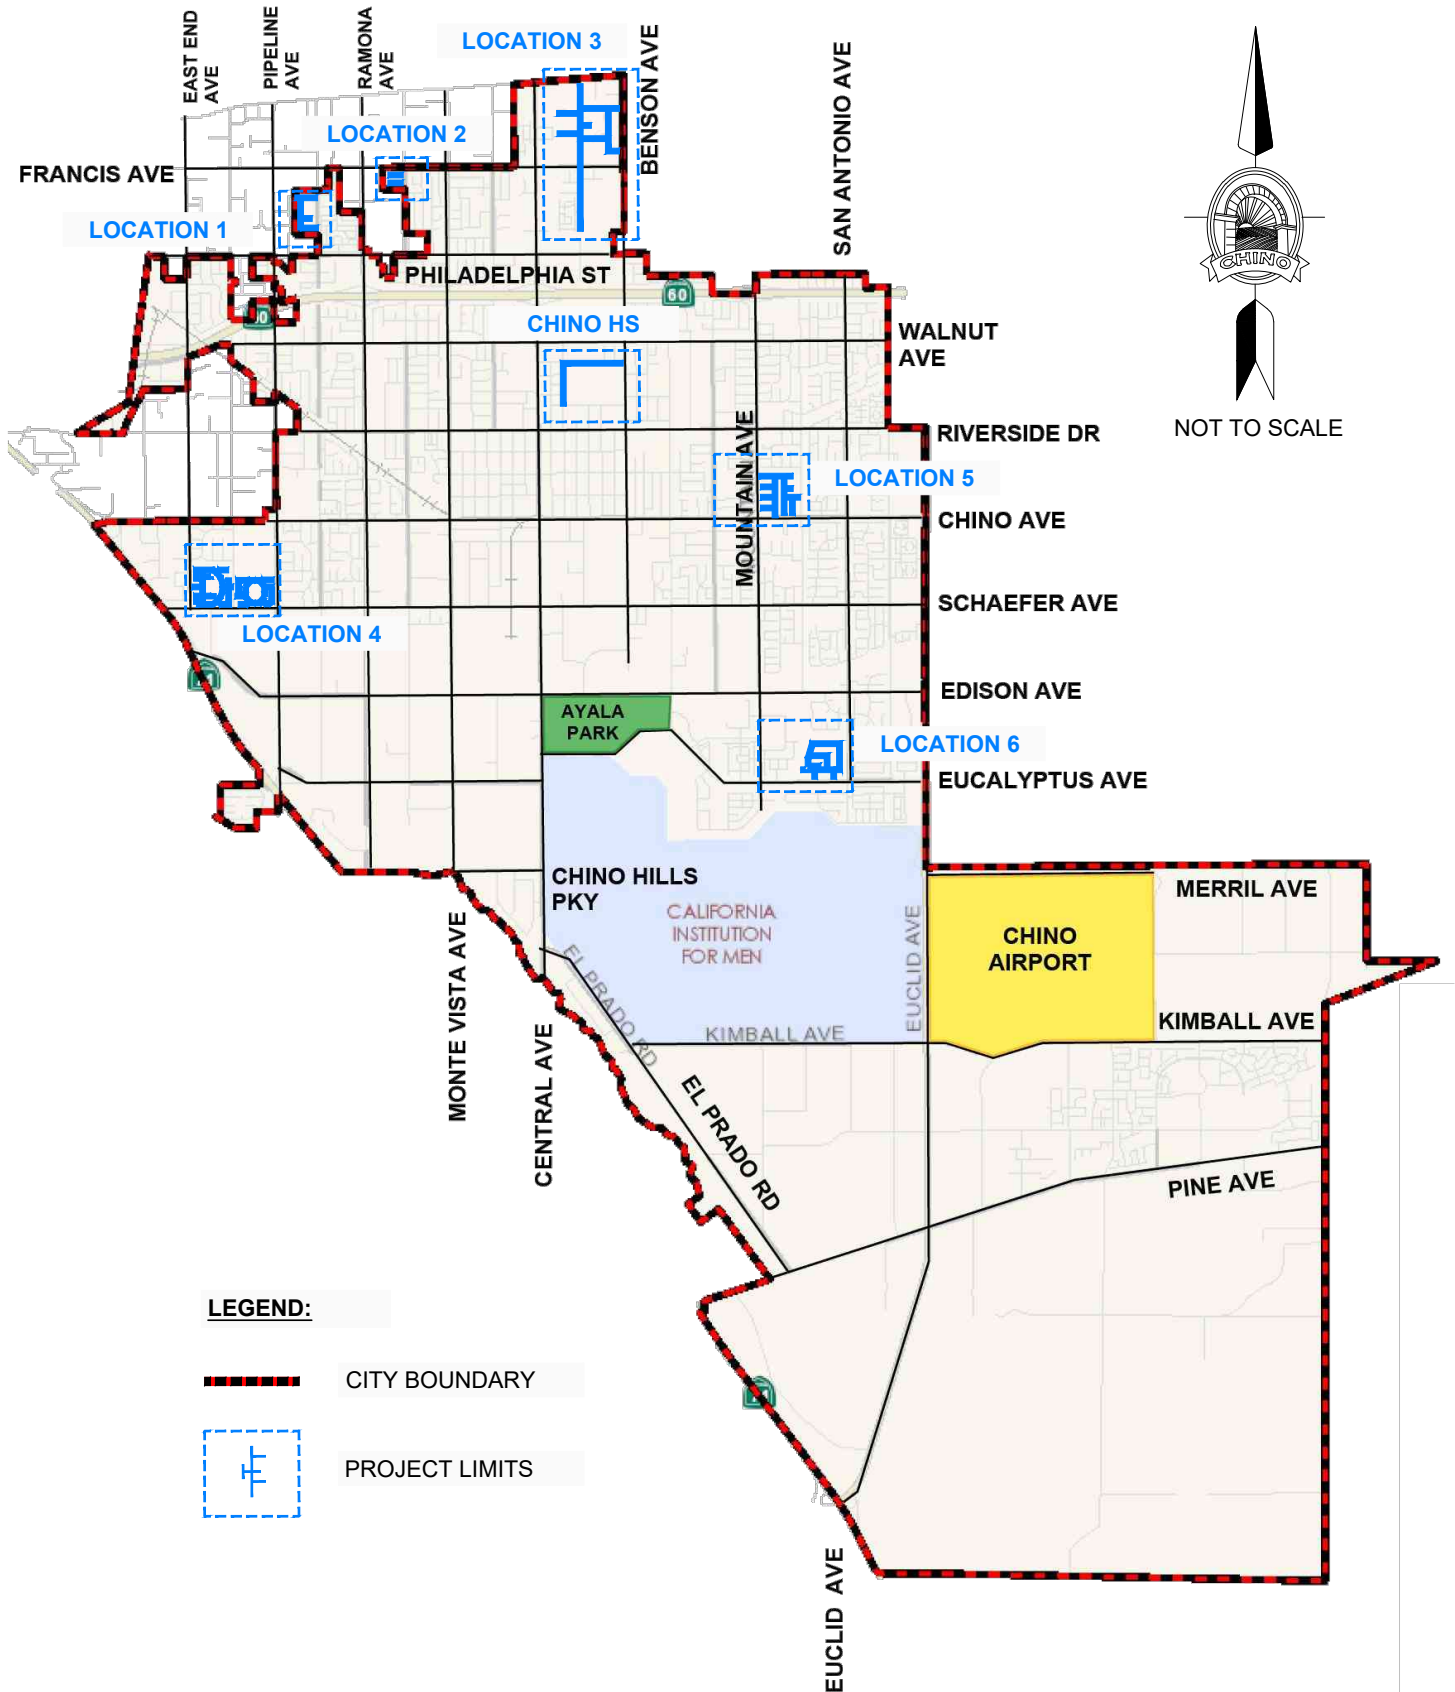 EAST END
AVE
PIPELINE
AVE
RAMONA
AVE
LOCATION 3
BENSON AVE
SAN ANTONIO AVE
LOCATION 2
FRANCIS AVE
LOCATION 1
PHILADELPHIA ST
60
CHINO
CHINO HS
WALNUT
AVE
NOT TO SCALE
RIVERSIDE DR
MOUNTAIN AVE
LOCATION 5
CHINO AVE
SCHAEFER AVE
LOCATION 4
EDISON AVE
AYALA
PARK
LOCATION 6
EUCALYPTUS AVE
CHINO HILLS
PKY
MERRIL AVE
CALIFORNIA
INSTITUTION
FOR MEN
EUCLID AVE
CHINO
AIRPORT
MONTE VISTA AVE
CENTRAL AVE
EL PRADO RD
KIMBALL AVE
KIMBALL AVE
EL PRADO RD
PINE AVE
LEGEND:
CITY BOUNDARY
PROJECT LIMITS
EUCLID AVE